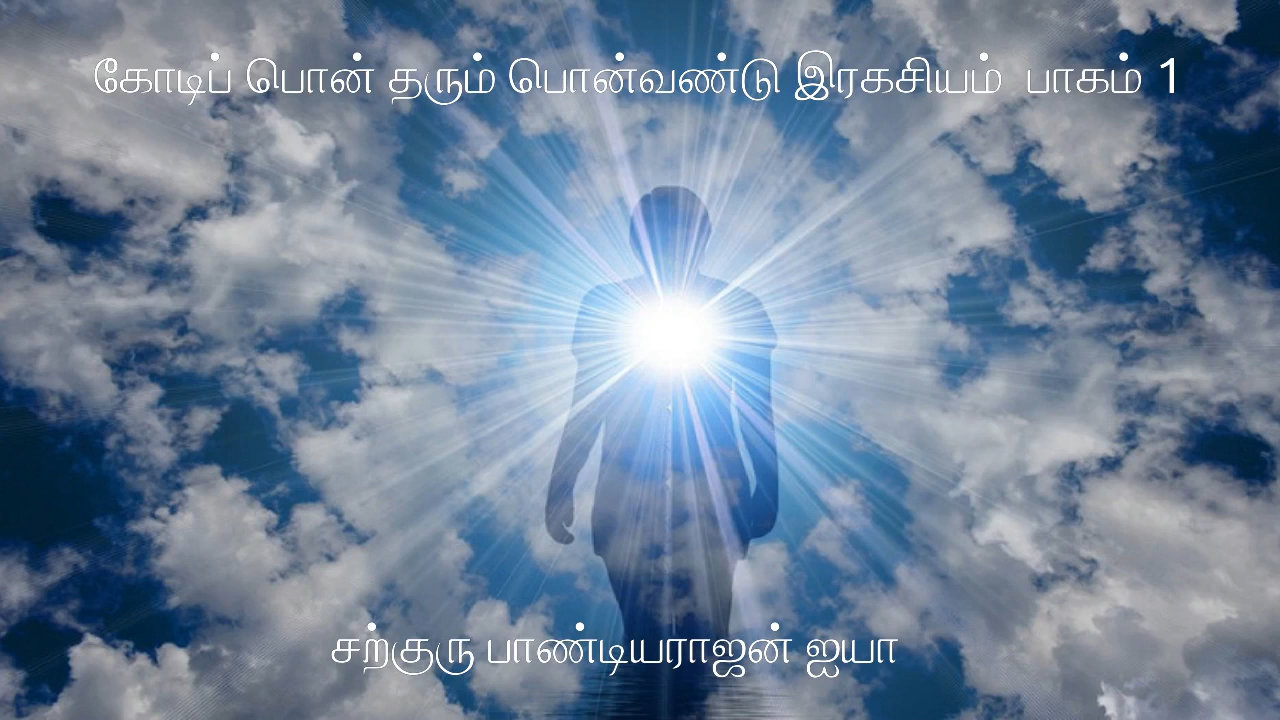 கோடிப் பொன் தரும் பொன்வண்டு இரகசியம் பாகம் 1
சற்குரு பாண்டியராஜன் ஐயா